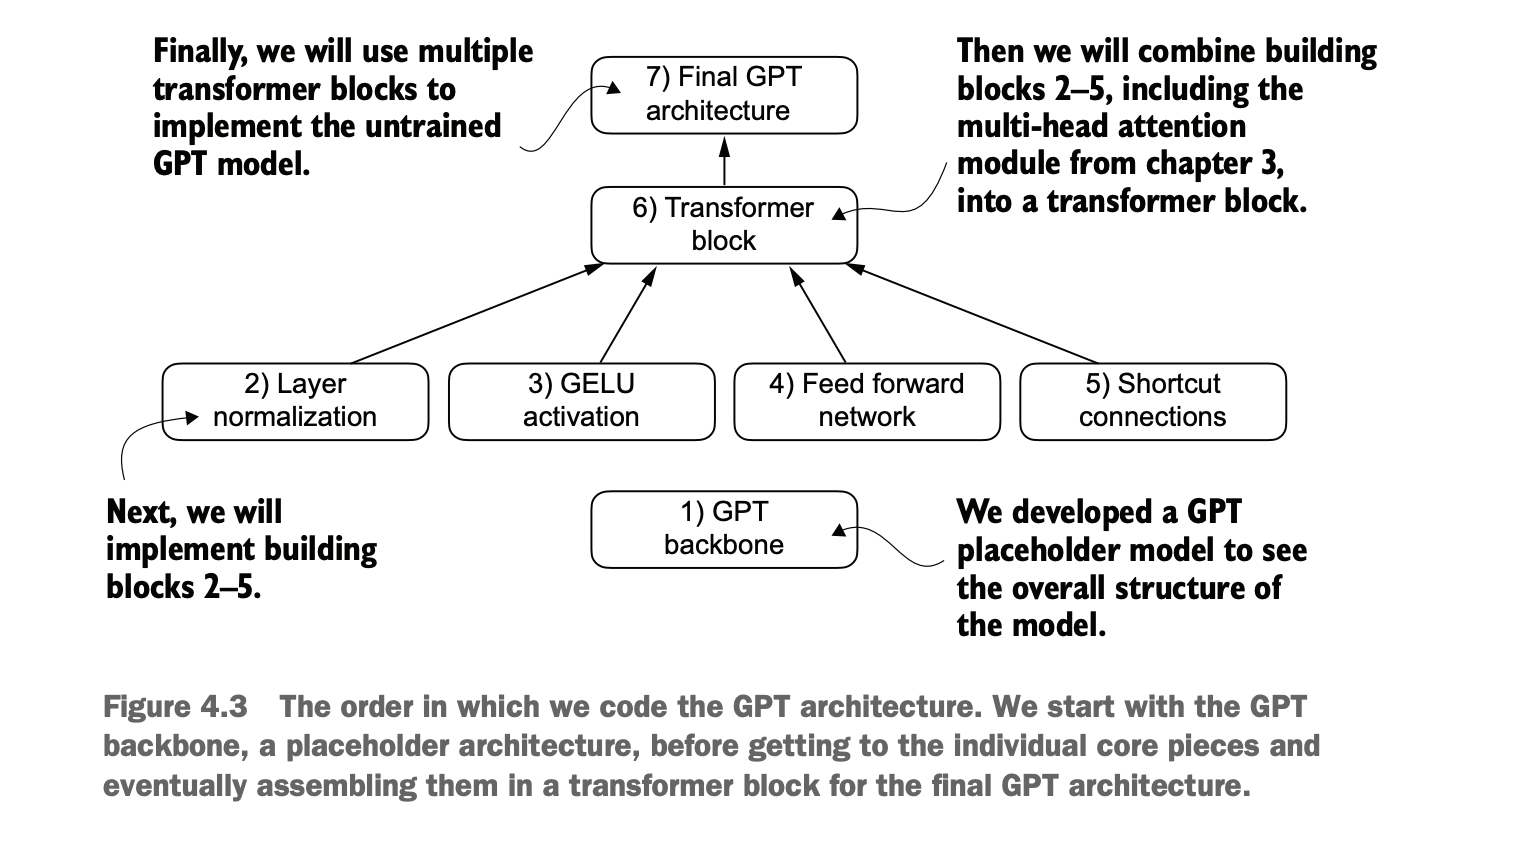 Finally, we will use multiple
transformer blocks to
implement the untrained
GPT model.
7) Final GPT
architecture
Then we will combine building
blocks 2–5, including the
multi-head attention
module from chapter 3,
into a transformer block.
6) Transformer
block
2) Layer
normalization
3) GELU
activation
4) Feed forward
network
5) Shortcut
connections
Next, we will
implement building
blocks 2–5.
1) GPT
backbone
We developed a GPT
placeholder model to see
the overall structure of
the model.
Figure 4.3 The order in which we code the GPT architecture. We start with the GPT
backbone, a placeholder architecture, before getting to the individual core pieces and
eventually assembling them in a transformer block for the final GPT architecture.